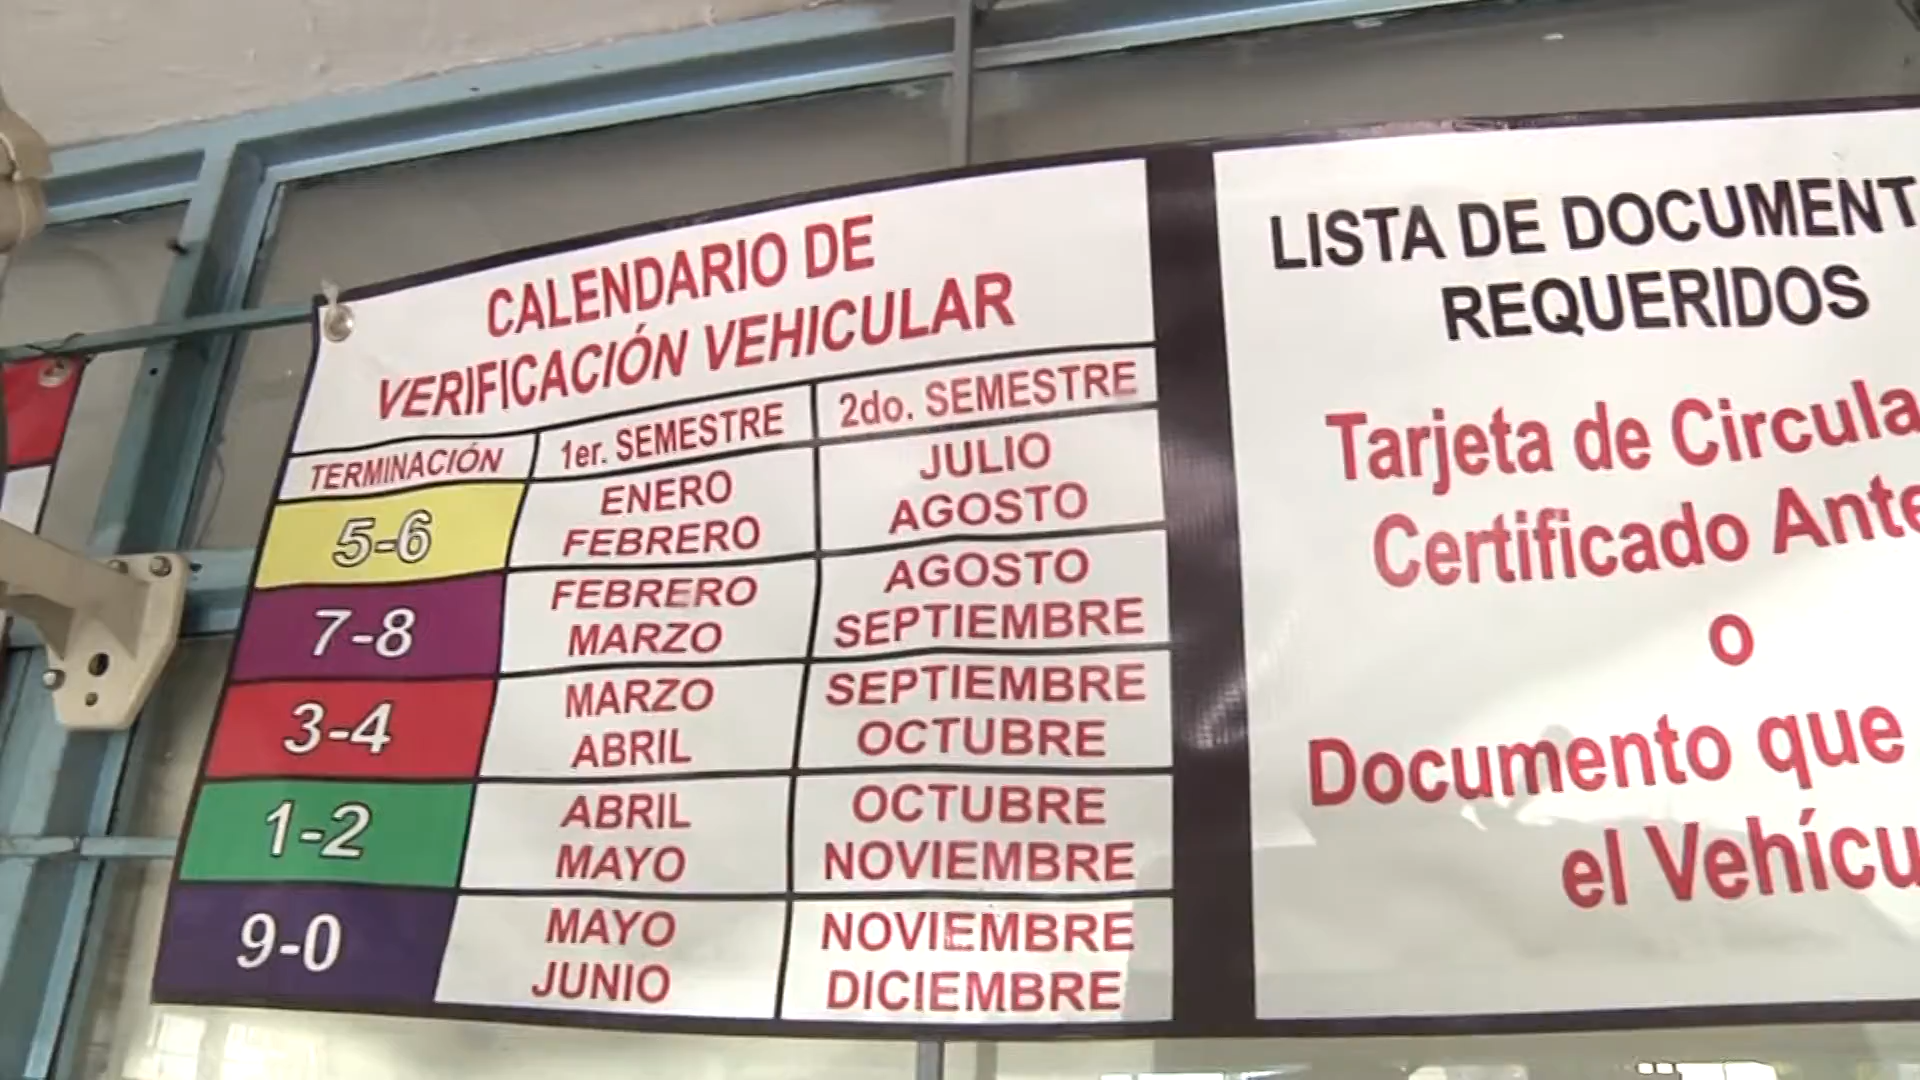 CALENDARIO DE
VERIFICACIÓN VEHICULAR
TERMINACIÓN 1er. SEMESTRE 2do. SEMESTRE
5-6 ENERO FEBRERO JULIO AGOSTO
7-8 FEBRERO MARZO AGOSTO SEPTIEMBRE
3-4 MARZO ABRIL SEPTIEMBRE OCTUBRE
1-2 ABRIL MAYO OCTUBRE NOVIEMBRE
9-0 MAYO JUNIO NOVIEMBRE DICIEMBRE
LISTA DE DOCUMENT
REQUERIDOS
Tarjeta de Circula
Certificado Ante
o
Documento que
el Vehícu